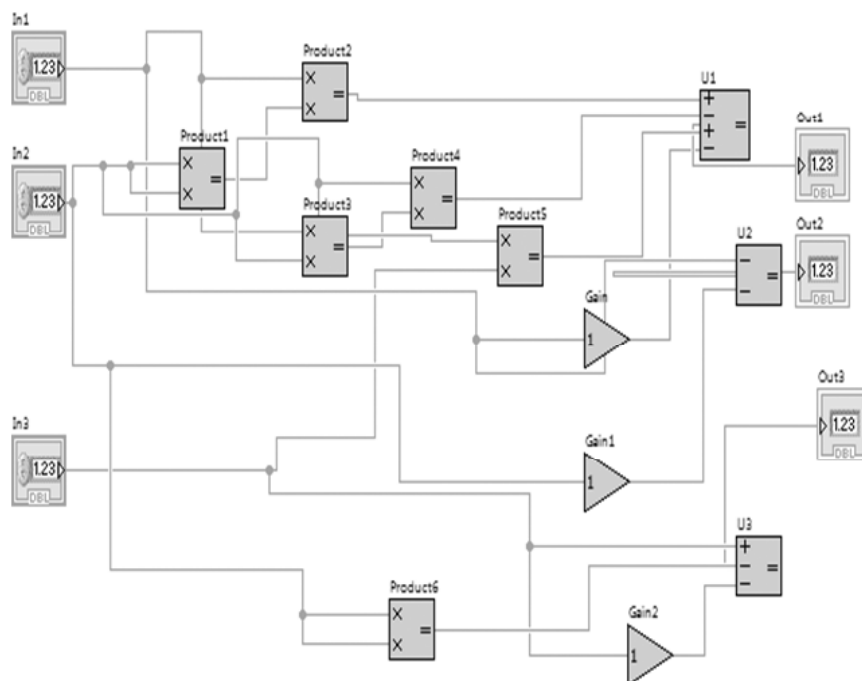 In1
1.23
DBL
Product2
X
X
=
U1
+
−
+
−
=
Out1
1.23
DBL
In2
1.23
DBL
Product1
X
X
=
Product4
X
X
=
Product3
X
X
=
Product5
X
X
=
U2
−
−
=
Out2
1.23
DBL
Gain
1
Out3
1.23
DBL
In3
1.23
DBL
Gain1
1
U3
+
−
−
=
Product6
X
X
=
Gain2
1